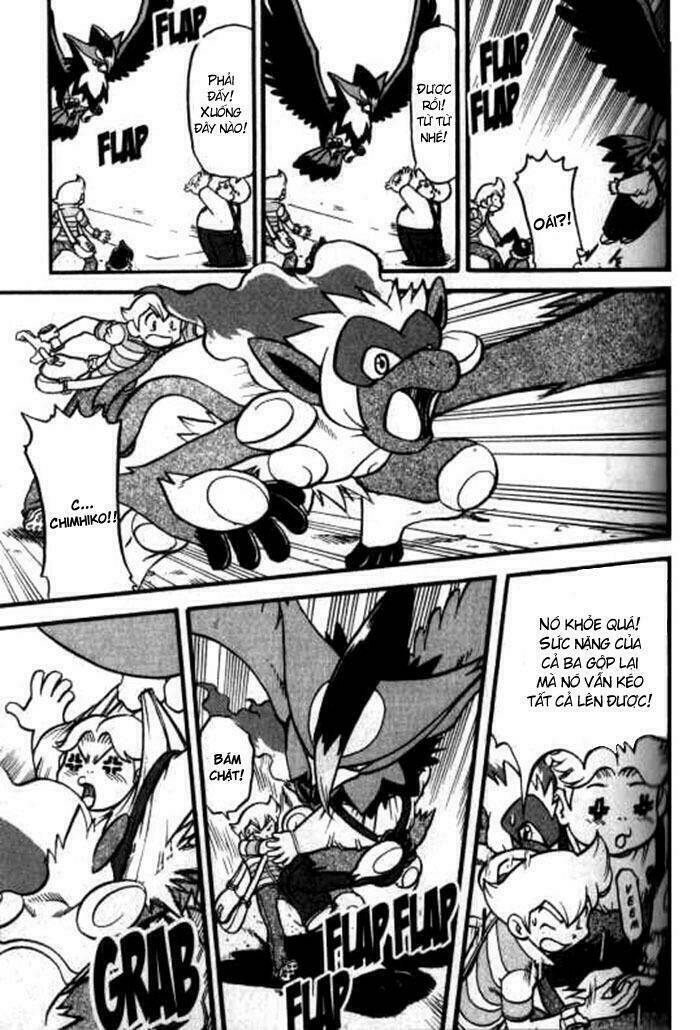 FLAP
FLAP
PHẢI
ĐẤY!
XUỐNG
ĐÂY NÀO!
ĐƯỢC
RỒI!
TỪ TỪ
NHÉ!
FLAP
FLAP
OÁI?!
C...
CHIMHIKO!!
GRAB
BÁM
CHẶT!
FLAP FLAP
FLAP
NÓ KHỎE QUÁ!
SỨC NẶNG CỦA
CẢ BA GỘP LẠI
MÀ NÓ VẪN KÉO
TẤT CẢ LÊN ĐƯỢC!
VEEM